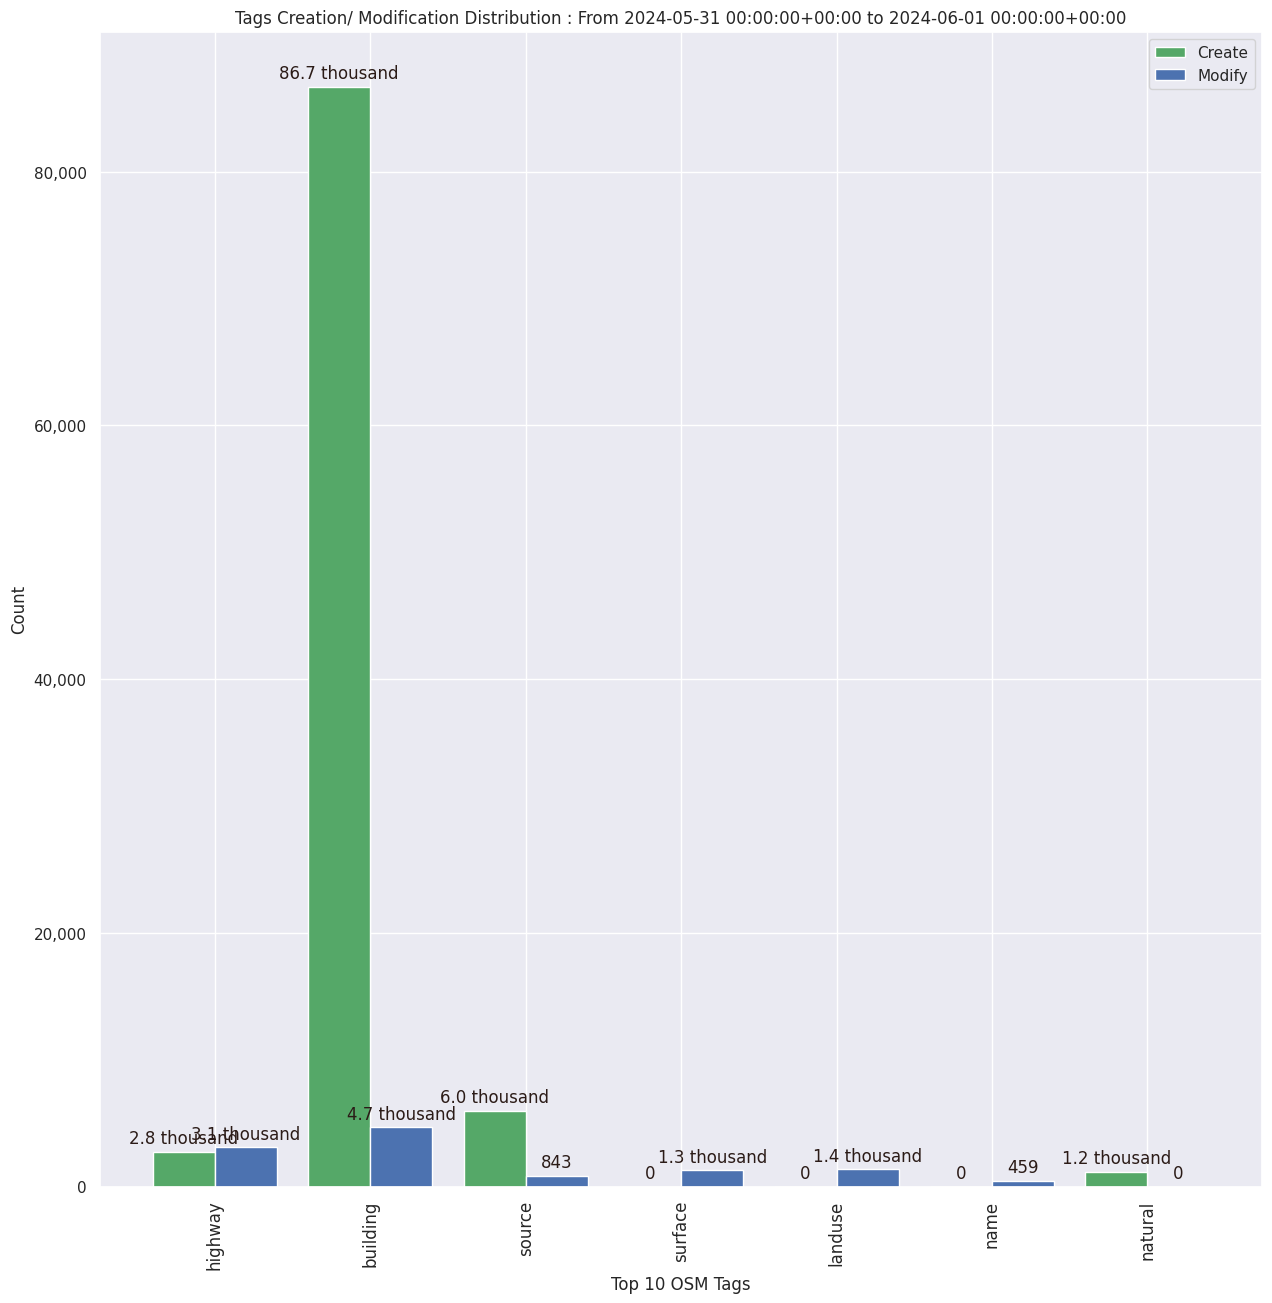 Tags Creation/ Modification Distribution : From 2024-05-31 00:00:00+00:00 to 2024-06-01 00:00:00+00:00
Create
Modify
86.7 thousand
80,000
60,000
40,000
20,000
0
Count
2.8 thousand
3.1 thousand
4.7 thousand
6.0 thousand
843
0
1.3 thousand
0
1.4 thousand
0
459
1.2 thousand
0
highway
building
source
surface
landuse
name
natural
Top 10 OSM Tags